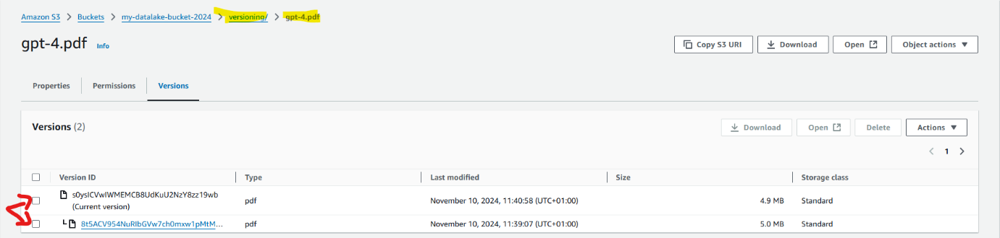 Amazon S3 > Buckets > my-datalake-bucket-2024 > versioning/ > gpt-4.pdf
gpt-4.pdf Info
Copy S3 URI Download Open Object actions
Properties Permissions Versions
Versions (2)
Download Open Delete Actions
1
Version ID Type Last modified Size Storage class
s0ysICVwIWMEMCB8UdKuU2NzY8zz19wb pdf November 10, 2024, 11:40:58 (UTC+01:00) 4.9 MB Standard
(Current version)
8t5ACV954NuRlbGVw7ch0mxw1pMtM... pdf November 10, 2024, 11:39:07 (UTC+01:00) 5.0 MB Standard